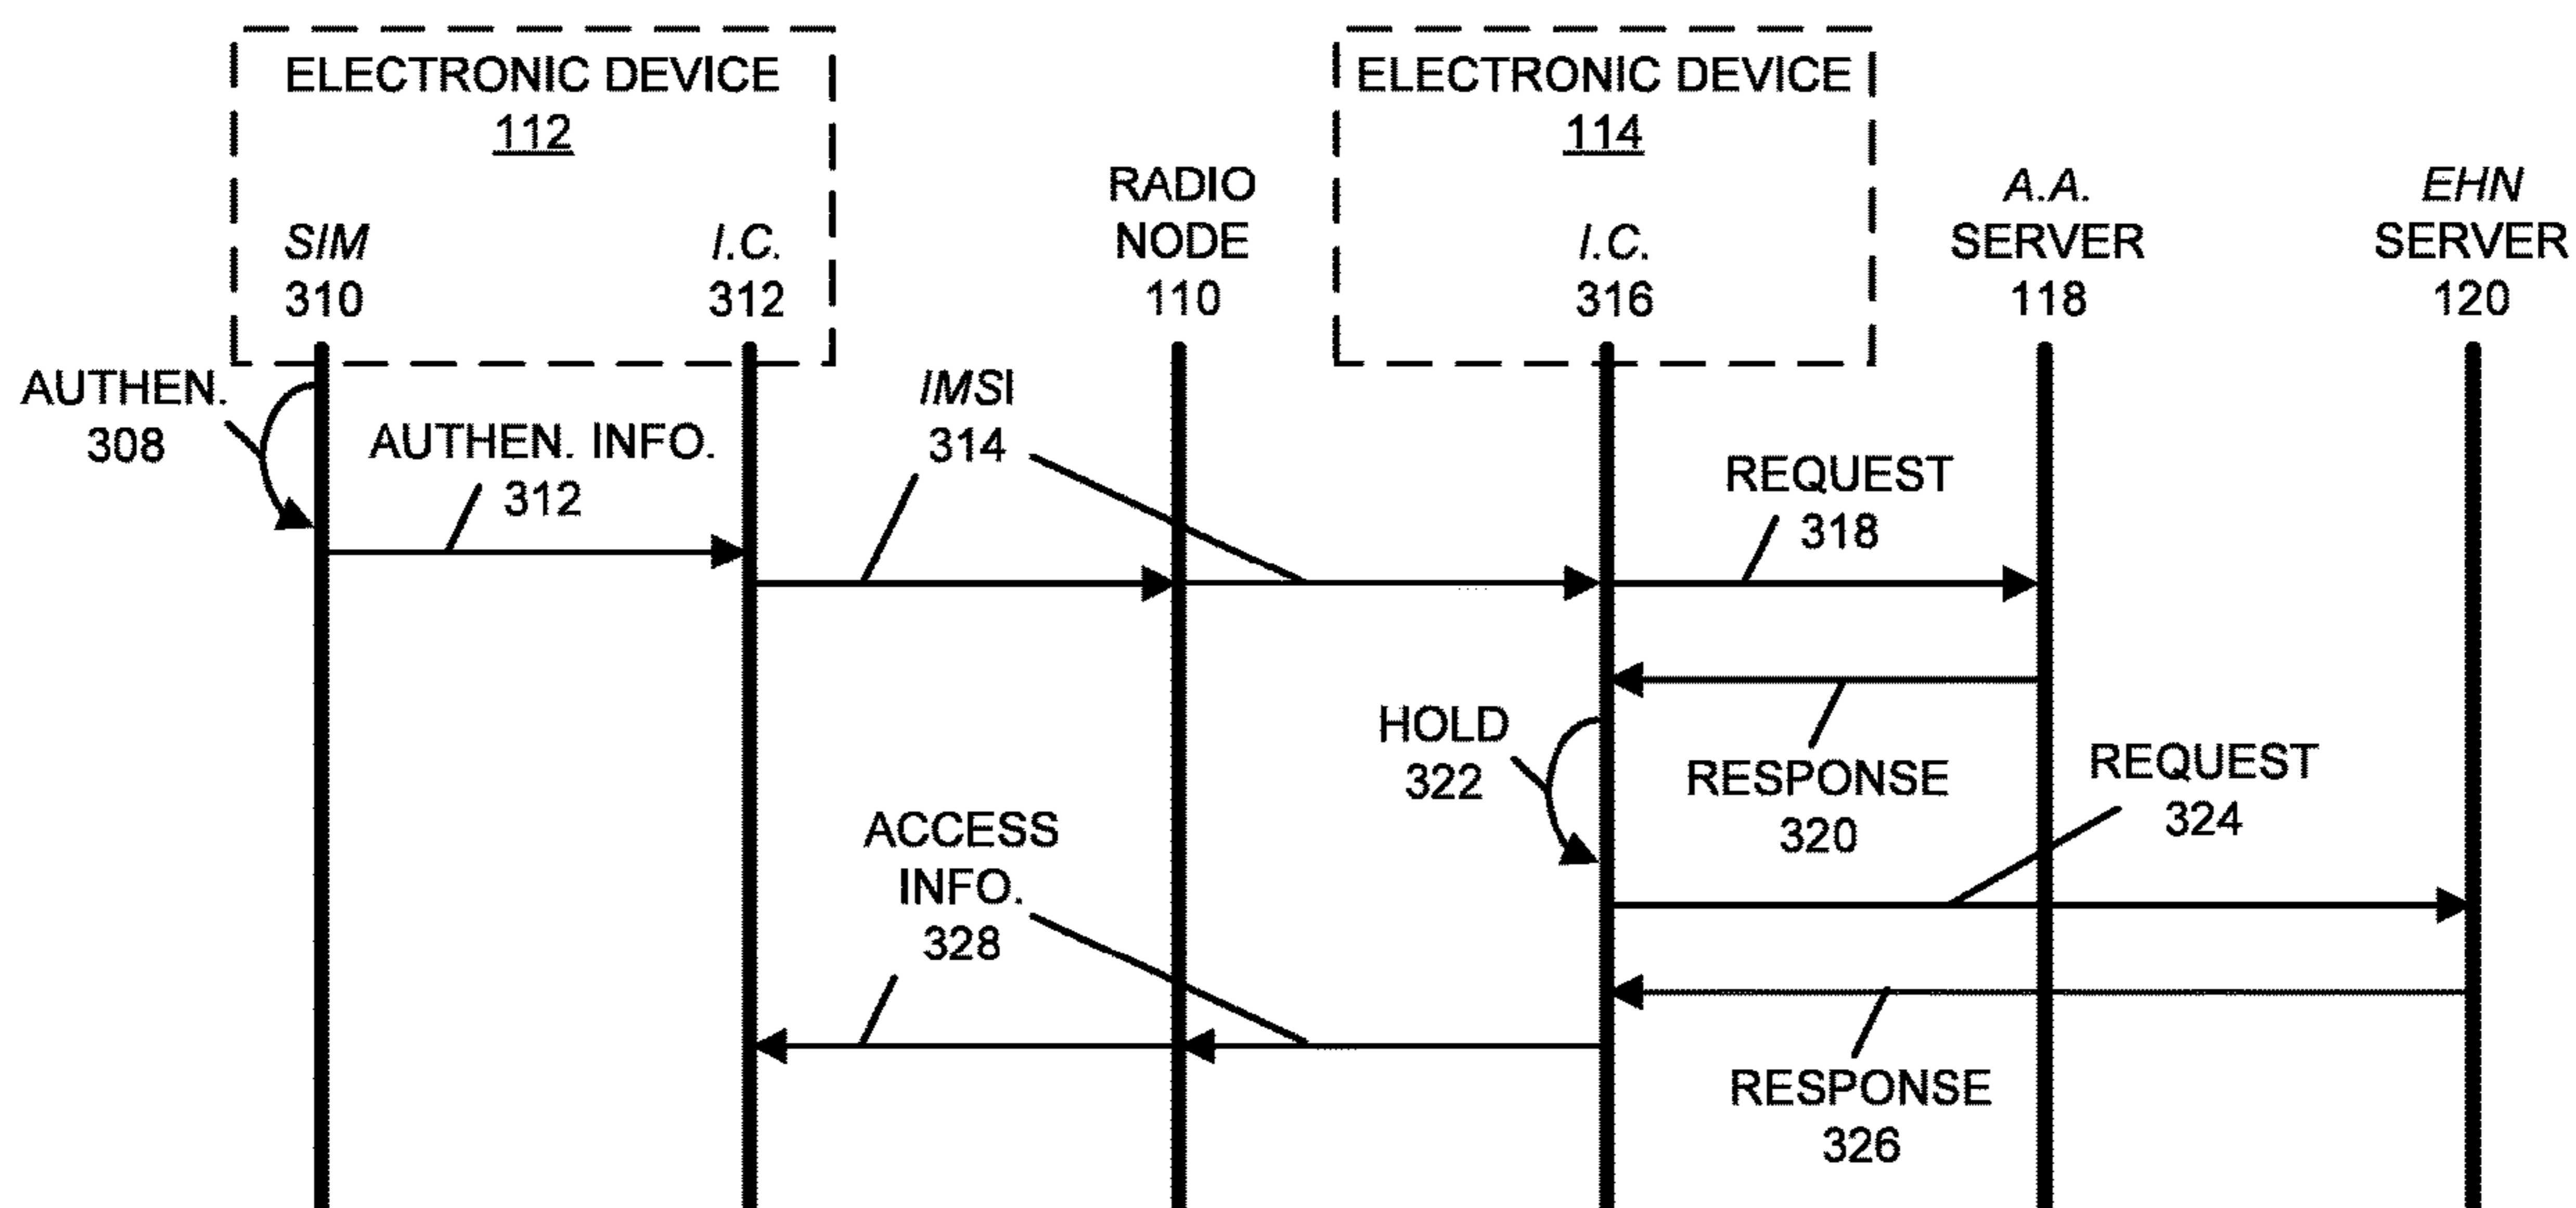 ELECTRONIC DEVICE
112
SIM
310
I.C.
312
RADIO
NODE
110
ELECTRONIC DEVICE
114
I.C.
316
A.A.
SERVER
118
EHN
SERVER
120
AUTHEN.
308
AUTHEN. INFO.
312
IMSI
314
REQUEST
318
HOLD
322
RESPONSE
320
REQUEST
324
ACCESS
INFO.
328
RESPONSE
326